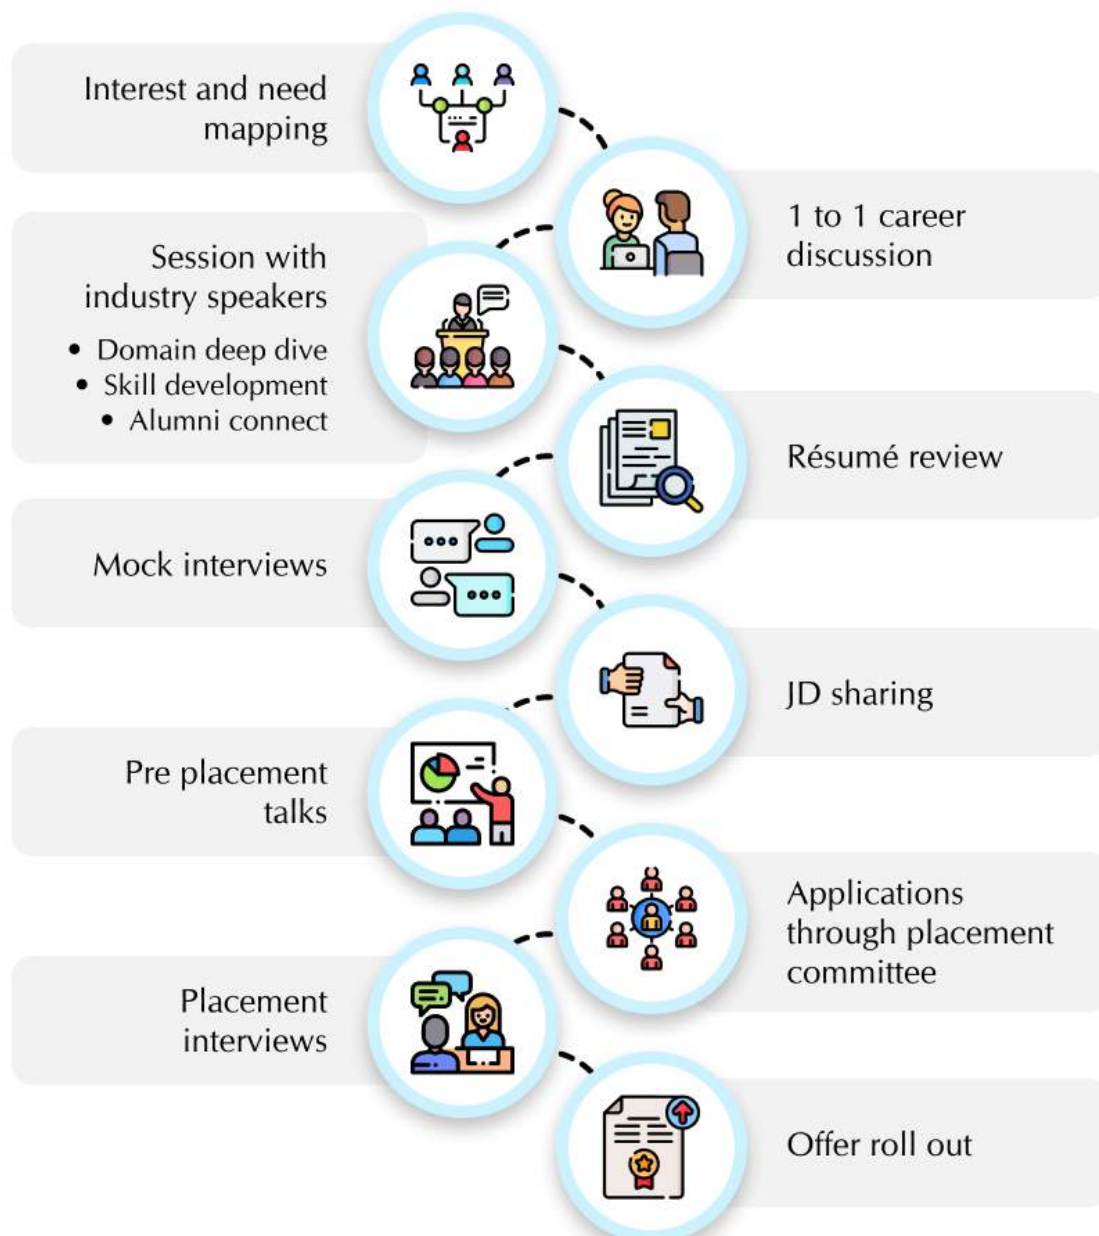 Interest and need
mapping
1 to 1 career
discussion
Session with
industry speakers
• Domain deep dive
• Skill development
• Alumni connect
Résumé review
Mock interviews
JD sharing
Pre placement
talks
Applications
through placement
committee
Placement
interviews
Offer roll out